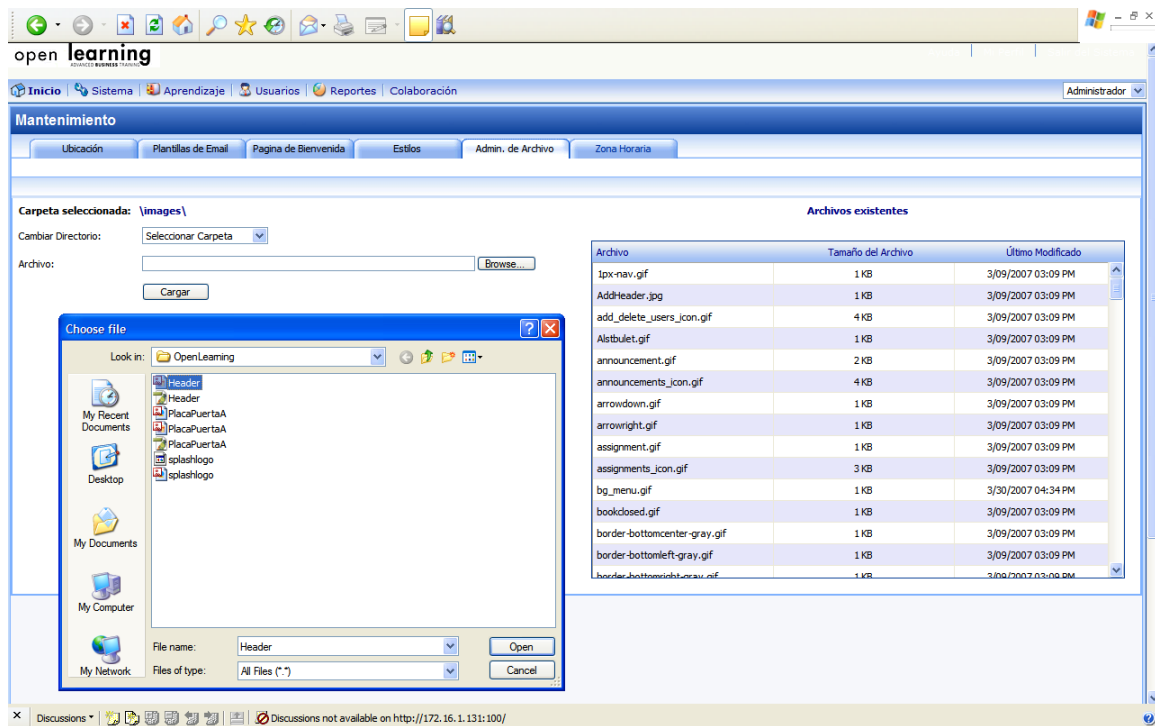 open learning
ADVANCED BUSINESS TRAINING
Inicio Sistema Aprendizaje Usuarios Reportes Colaboración Administrador
Mantenimiento
Ubicación Plantillas de Email Pagina de Bienvenida Estilos Admin. de Archivo Zona Horaria
Carpeta seleccionada: \images\ Archivos existentes
Cambiar Directorio: Seleccionar Carpeta
Archivo: Browse...
Cargar
Archivo Tamaño del Archivo Último Modificado
1px-nav.gif 1 KB 3/09/2007 03:09 PM
AddHeader.jpg 1 KB 3/09/2007 03:09 PM
add_delete_users_icon.gif 4 KB 3/09/2007 03:09 PM
Alstbulet.gif 1 KB 3/09/2007 03:09 PM
announcement.gif 2 KB 3/09/2007 03:09 PM
announcements_icon.gif 4 KB 3/09/2007 03:09 PM
arrowdown.gif 1 KB 3/09/2007 03:09 PM
arrowright.gif 1 KB 3/09/2007 03:09 PM
assignment.gif 1 KB 3/09/2007 03:09 PM
assignments_icon.gif 3 KB 3/09/2007 03:09 PM
bg_menu.gif 1 KB 3/30/2007 04:34 PM
bookclosed.gif 1 KB 3/09/2007 03:09 PM
border-bottomcenter-gray.gif 1 KB 3/09/2007 03:09 PM
border-bottomleft-gray.gif 1 KB 3/09/2007 03:09 PM
border-bottomright-gray.gif 1 KB 3/09/2007 03:09 PM
Choose file
Look in: OpenLearning
My Recent Documents
Desktop
My Documents
My Computer
My Network
Header
Header
PlacaPuertaA
PlacaPuertaA
PlacaPuertaA
splashlogo
splashlogo
File name: Header Open
Files of type: All Files (*.*) Cancel
Discussions Discussions not available on http://172.16.1.131:100/